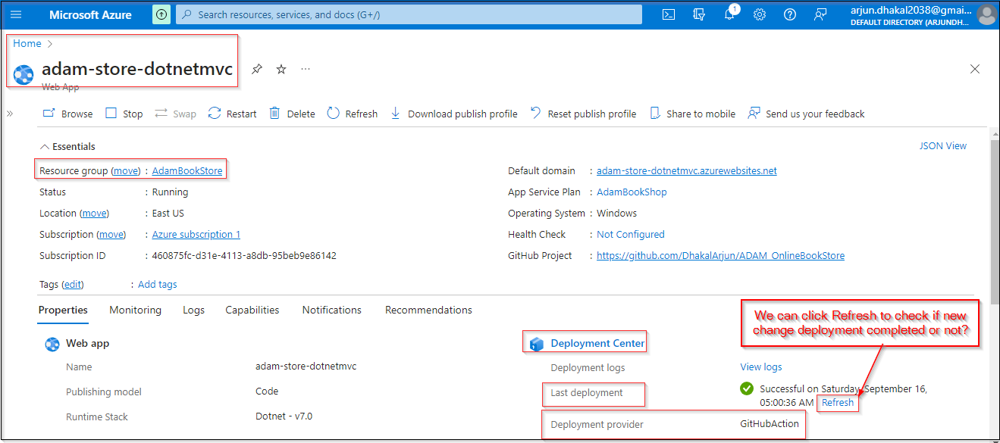 Microsoft Azure
Search resources, services, and docs (G+/)
1
arjun.dhakal2038@gmai...
DEFAULT DIRECTORY (ARJUNDH...
Home >
adam-store-dotnetmvc
...
Web App
Browse Stop Swap Restart Delete Refresh Download publish profile Reset publish profile Share to mobile Send us your feedback
Essentials
JSON View
Resource group (move) : AdamBookStore
Default domain : adam-store-dotnetmvc.azurewebsites.net
Status : Running
App Service Plan : AdamBookShop
Location (move) : East US
Operating System : Windows
Subscription (move) : Azure subscription 1
Health Check : Not Configured
Subscription ID : 460875fc-d31e-4113-a8db-95beb9e86142
GitHub Project : https://github.com/DhakalArjun/ADAM_OnlineBookStore
Tags (edit) : Add tags
Properties Monitoring Logs Capabilities Notifications Recommendations
We can click Refresh to check if new
change deployment completed or not?
Web app
Name adam-store-dotnetmvc
Publishing model Code
Runtime Stack Dotnet - v7.0
Deployment Center
Deployment logs View logs
Last deployment Successful on Saturday, September 16,
05:00:36 AM Refresh
Deployment provider GitHubAction